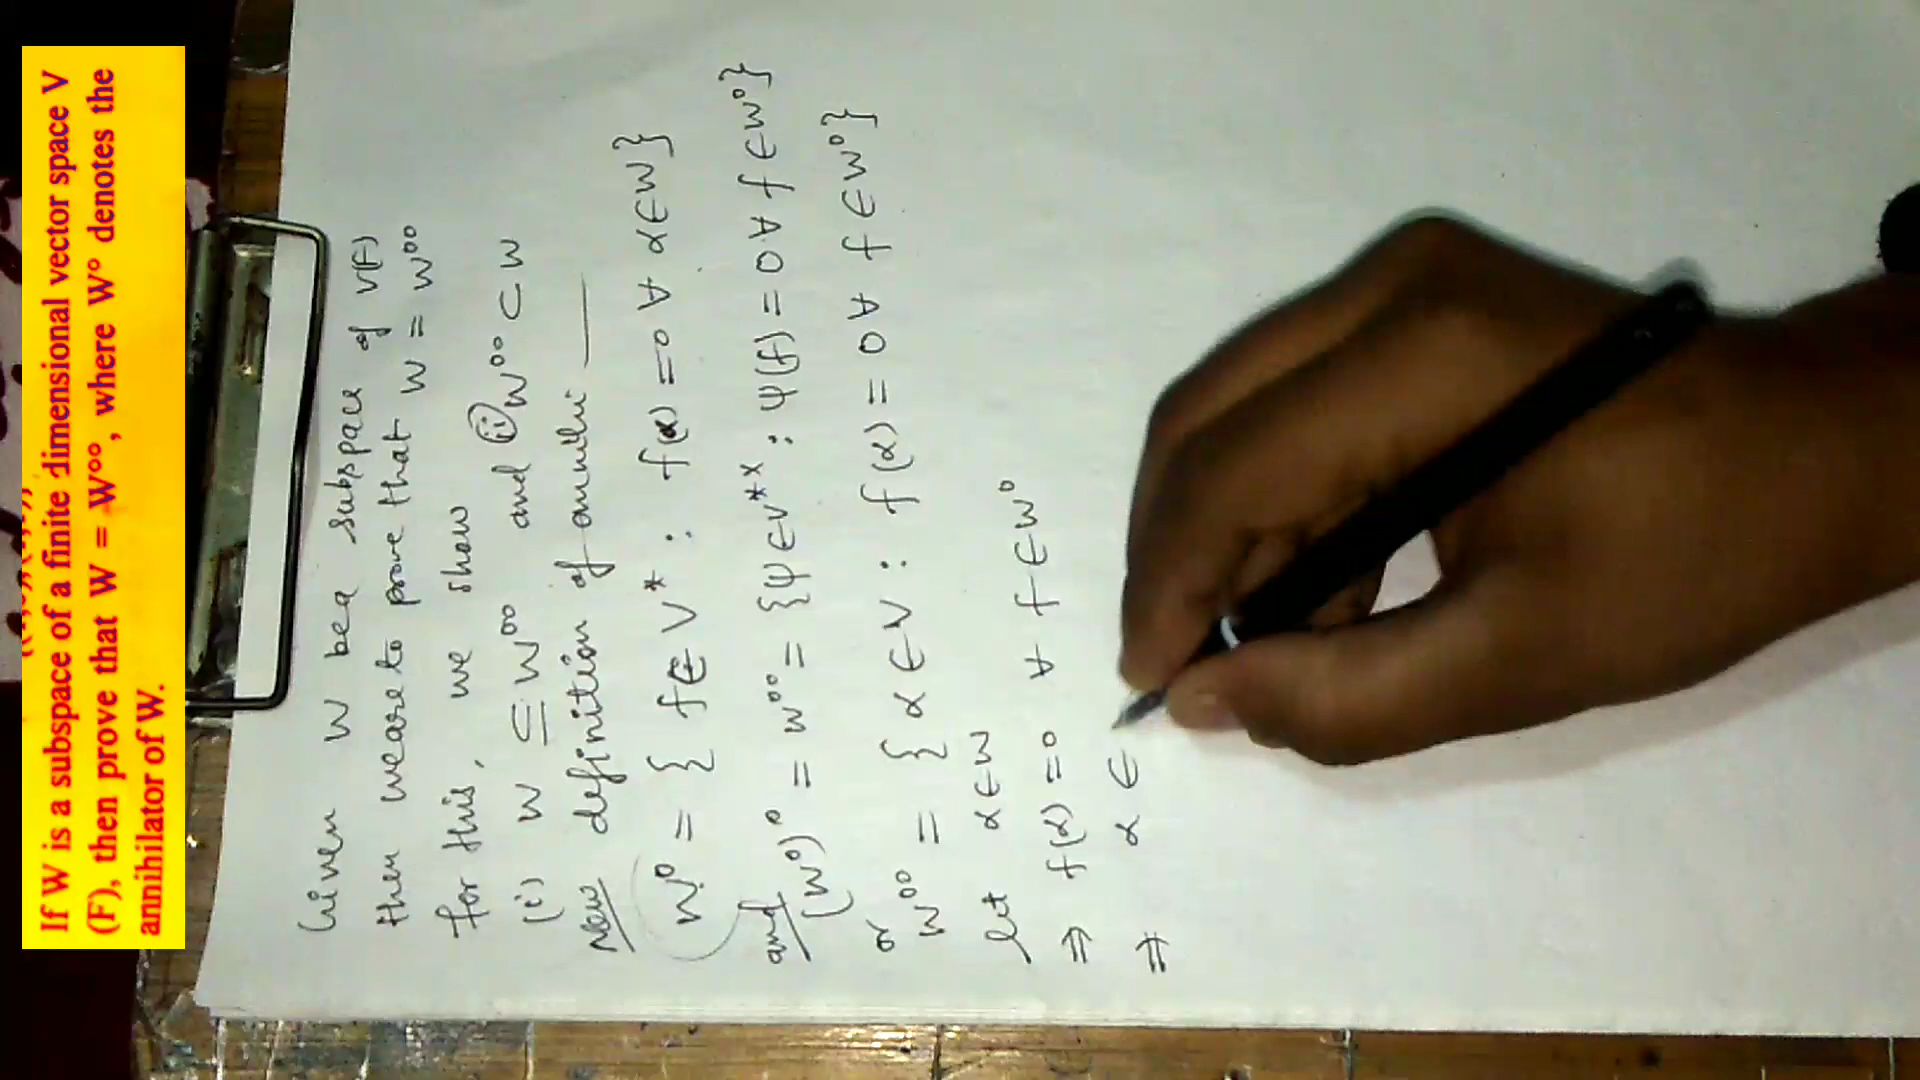 If W is a subspace of a finite dimensional vector space V
(F), then prove that W = W°°, where W° denotes the
annihilator of W.
Given W be a subspace of V(F)
then we are to prove that W = W°°
for this, we show
(i) W ⊆ W°° and (ii) W°° ⊂ W
Now definition of annihi
W° = { f ∈ V* : f(α) = 0 ∀ α ∈ W}
and
(W°)° = W°° = {ψ ∈ V** : ψ(f) = 0 ∀ f ∈ W°}
or
W°° = { α ∈ V : f(α) = 0 ∀ f ∈ W°}
let α ∈ W
⇒ f(α) = 0 ∀ f ∈ W°
⇒ α ∈